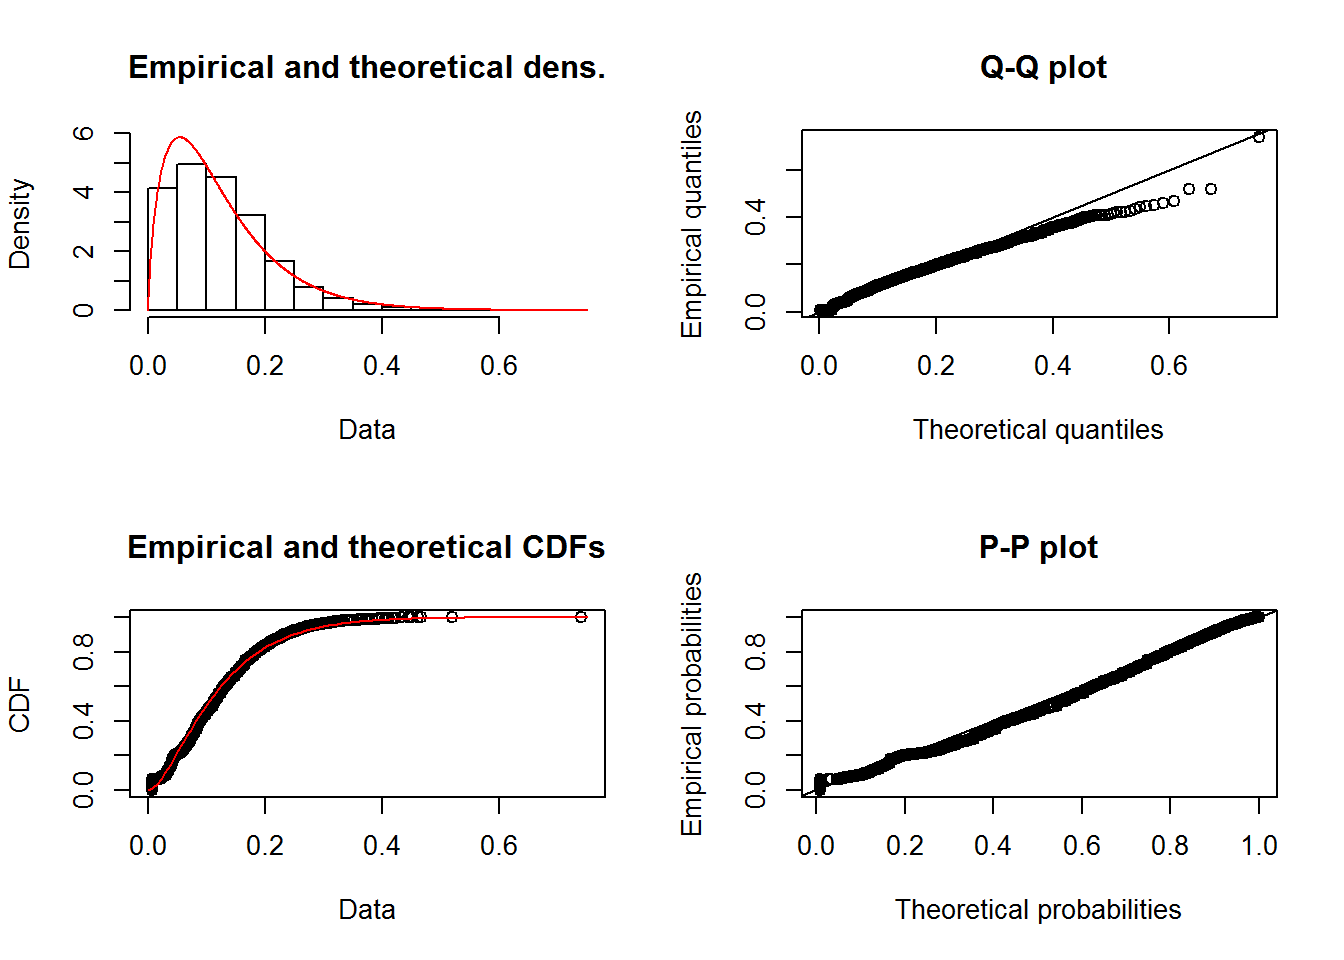 Empirical and theoretical dens.
Density
0 2 4 6
0.0 0.2 0.4 0.6
Data
Q-Q plot
Empirical quantiles
0.0 0.4
0.0 0.2 0.4 0.6
Theoretical quantiles
Empirical and theoretical CDFs
CDF
0.0 0.4 0.8
0.0 0.2 0.4 0.6
Data
P-P plot
Empirical probabilities
0.0 0.4 0.8
0.0 0.2 0.4 0.6 0.8 1.0
Theoretical probabilities